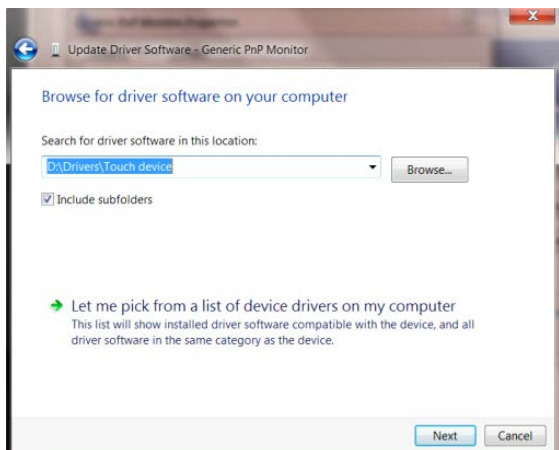 Update Driver Software - Generic PnP Monitor
Browse for driver software on your computer
Search for driver software in this location:
D:\Drivers\Touch device
Browse...
Include subfolders
Let me pick from a list of device drivers on my computer
This list will show installed driver software compatible with the device, and all
driver software in the same category as the device.
Next
Cancel